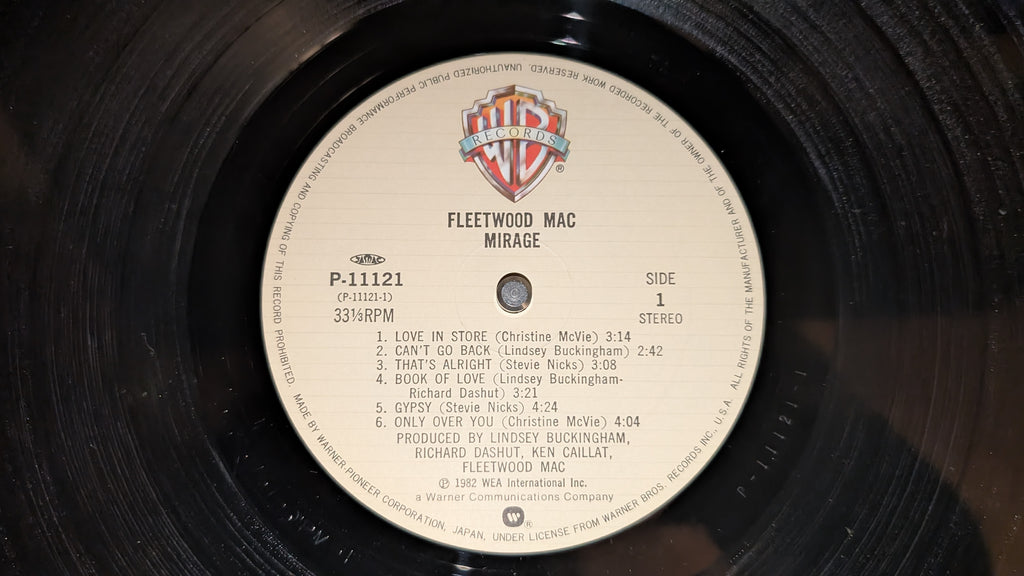 WB
RECORDS
®
FLEETWOOD MAC
MIRAGE
JASRAC
P-11121
(P-11121-1)
33⅓RPM
SIDE
1
STEREO
1. LOVE IN STORE (Christine McVie) 3:14
2. CAN'T GO BACK (Lindsey Buckingham) 2:42
3. THAT'S ALRIGHT (Stevie Nicks) 3:08
4. BOOK OF LOVE (Lindsey Buckingham-
Richard Dashut) 3:21
5. GYPSY (Stevie Nicks) 4:24
6. ONLY OVER YOU (Christine McVie) 4:04
PRODUCED BY LINDSEY BUCKINGHAM,
RICHARD DASHUT, KEN CAILLAT,
FLEETWOOD MAC
℗ 1982 WEA International Inc.
a Warner Communications Company
W®
MADE BY WARNER-PIONEER CORPORATION, JAPAN, UNDER LICENSE FROM WARNER BROS. RECORDS INC., U.S.A. ALL RIGHTS OF THE MANUFACTURER AND OF THE OWNER OF THE RECORDED WORK RESERVED. UNAUTHORIZED PUBLIC PERFORMANCE BROADCASTING AND COPYING OF THIS RECORD PROHIBITED.
P-11121-1